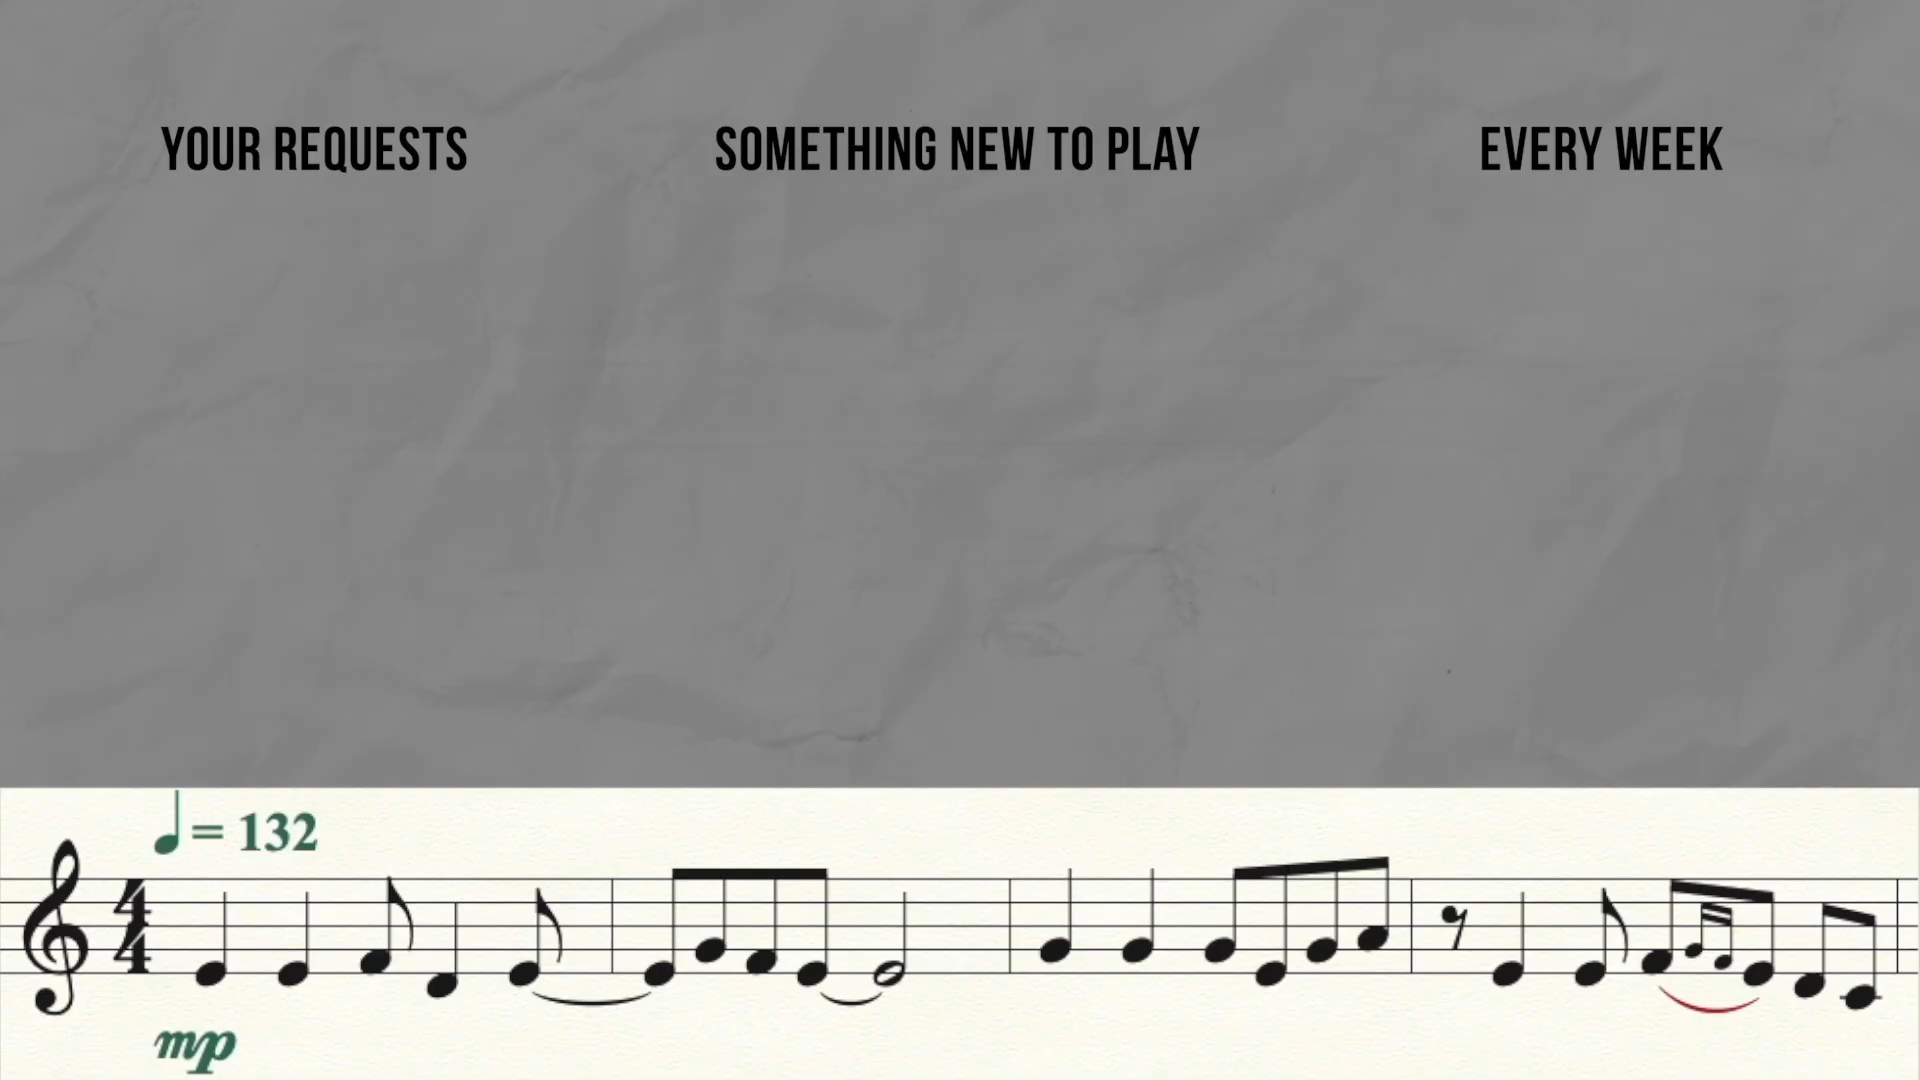 YOUR REQUESTS
SOMETHING NEW TO PLAY
EVERY WEEK
= 132
4
4
mp